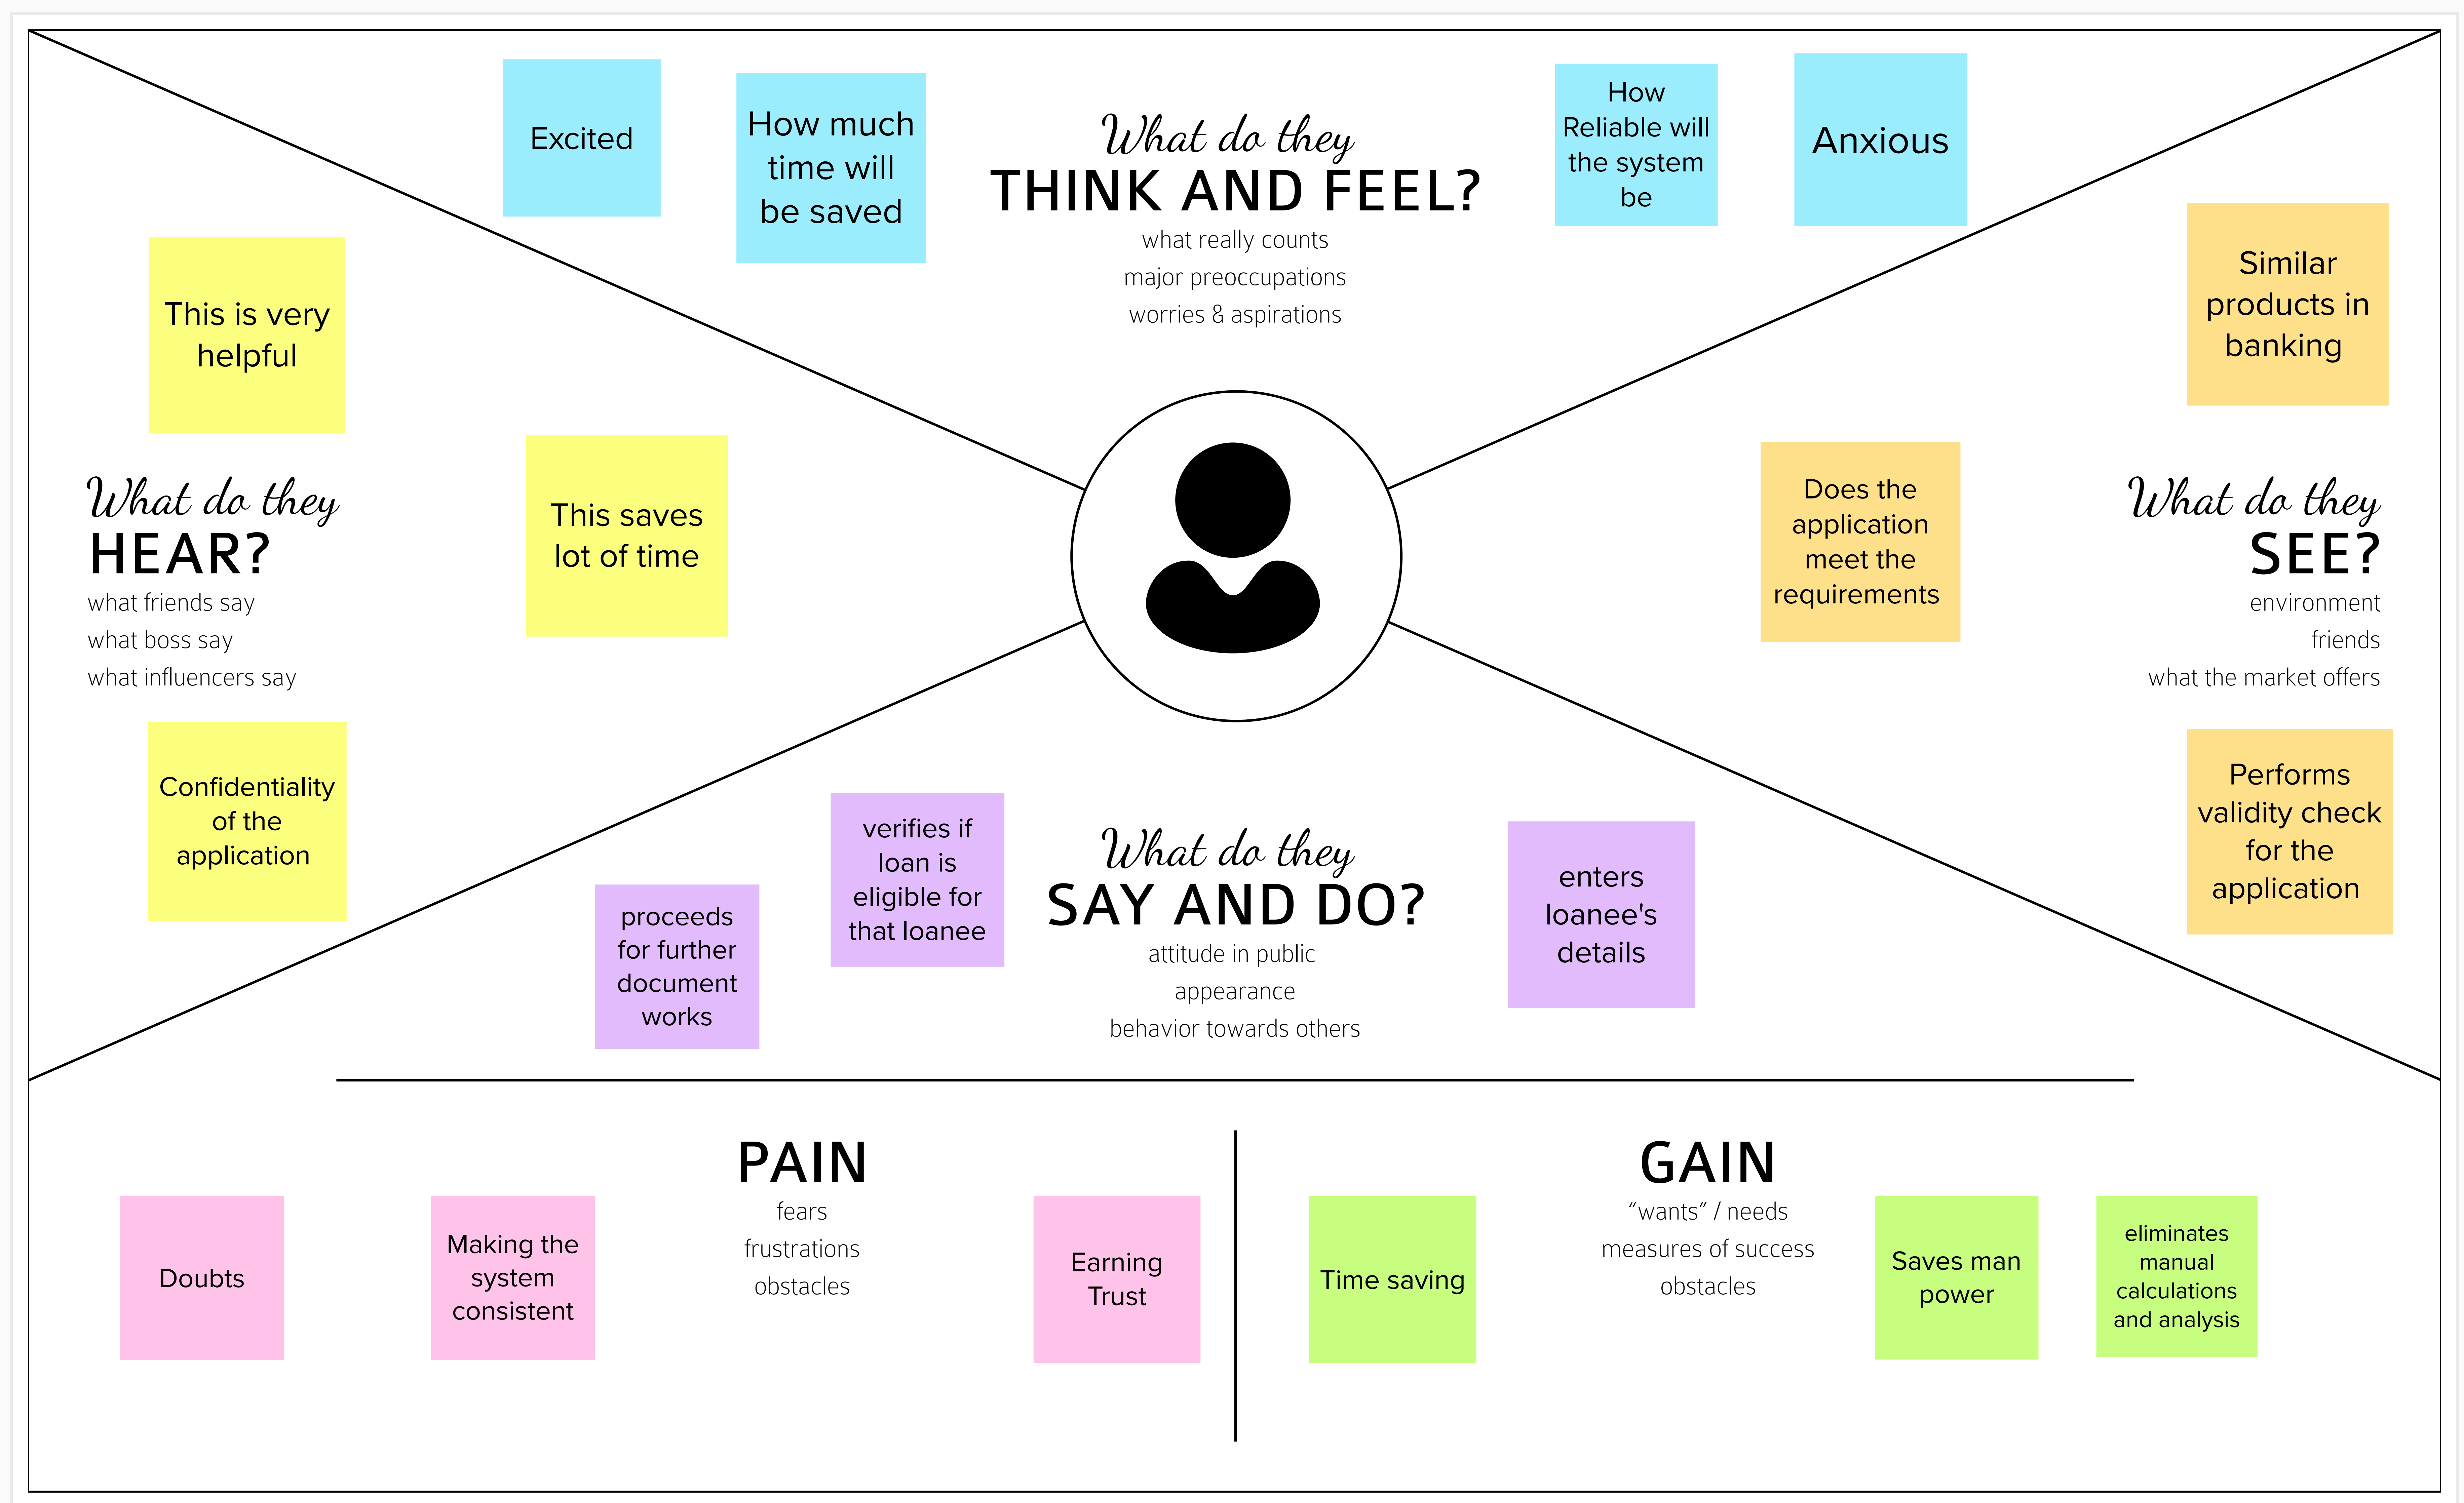 Excited
How much
time will
be saved
What do they
THINK AND FEEL?
what really counts
major preoccupations
worries & aspirations
How
Reliable will
the system
be
Anxious
This is very
helpful
This saves
lot of time
What do they
HEAR?
what friends say
what boss say
what influencers say
Confidentiality
of the
application
Similar
products in
banking
Does the
application
meet the
requirements
What do they
SEE?
environment
friends
what the market offers
Performs
validity check
for the
application
proceeds
for further
document
works
verifies if
loan is
eligible for
that loanee
What do they
SAY AND DO?
attitude in public
appearance
behavior towards others
enters
loanee's
details
PAIN
fears
frustrations
obstacles
Doubts
Making the
system
consistent
Earning
Trust
GAIN
“wants” / needs
measures of success
obstacles
Time saving
Saves man
power
eliminates
manual
calculations
and analysis